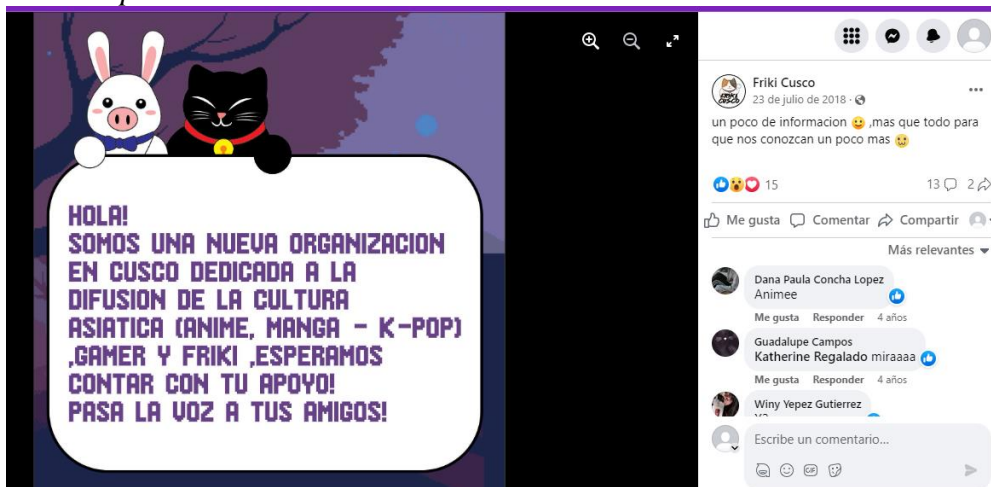 HOLA!
SOMOS UNA NUEVA ORGANIZACION
EN CUSCO DEDICADA A LA
DIFUSION DE LA CULTURA
ASIATICA (ANIME, MANGA - K-POP)
,GAMER Y FRIKI ,ESPERAMOS
CONTAR CON TU APOYO!
PASA LA VOZ A TUS AMIGOS!
FRIKI CUSCO
Friki Cusco
23 de julio de 2018 ·
un poco de informacion 🙂 ,mas que todo para
que nos conozcan un poco mas 🙂
15
13 2
Me gusta Comentar Compartir
Más relevantes
Dana Paula Concha Lopez
Animee
Me gusta Responder 4 años
Guadalupe Campos
Katherine Regalado miraaaa
Me gusta Responder 4 años
Winy Yepez Gutierrez
Escribe un comentario...
GIF